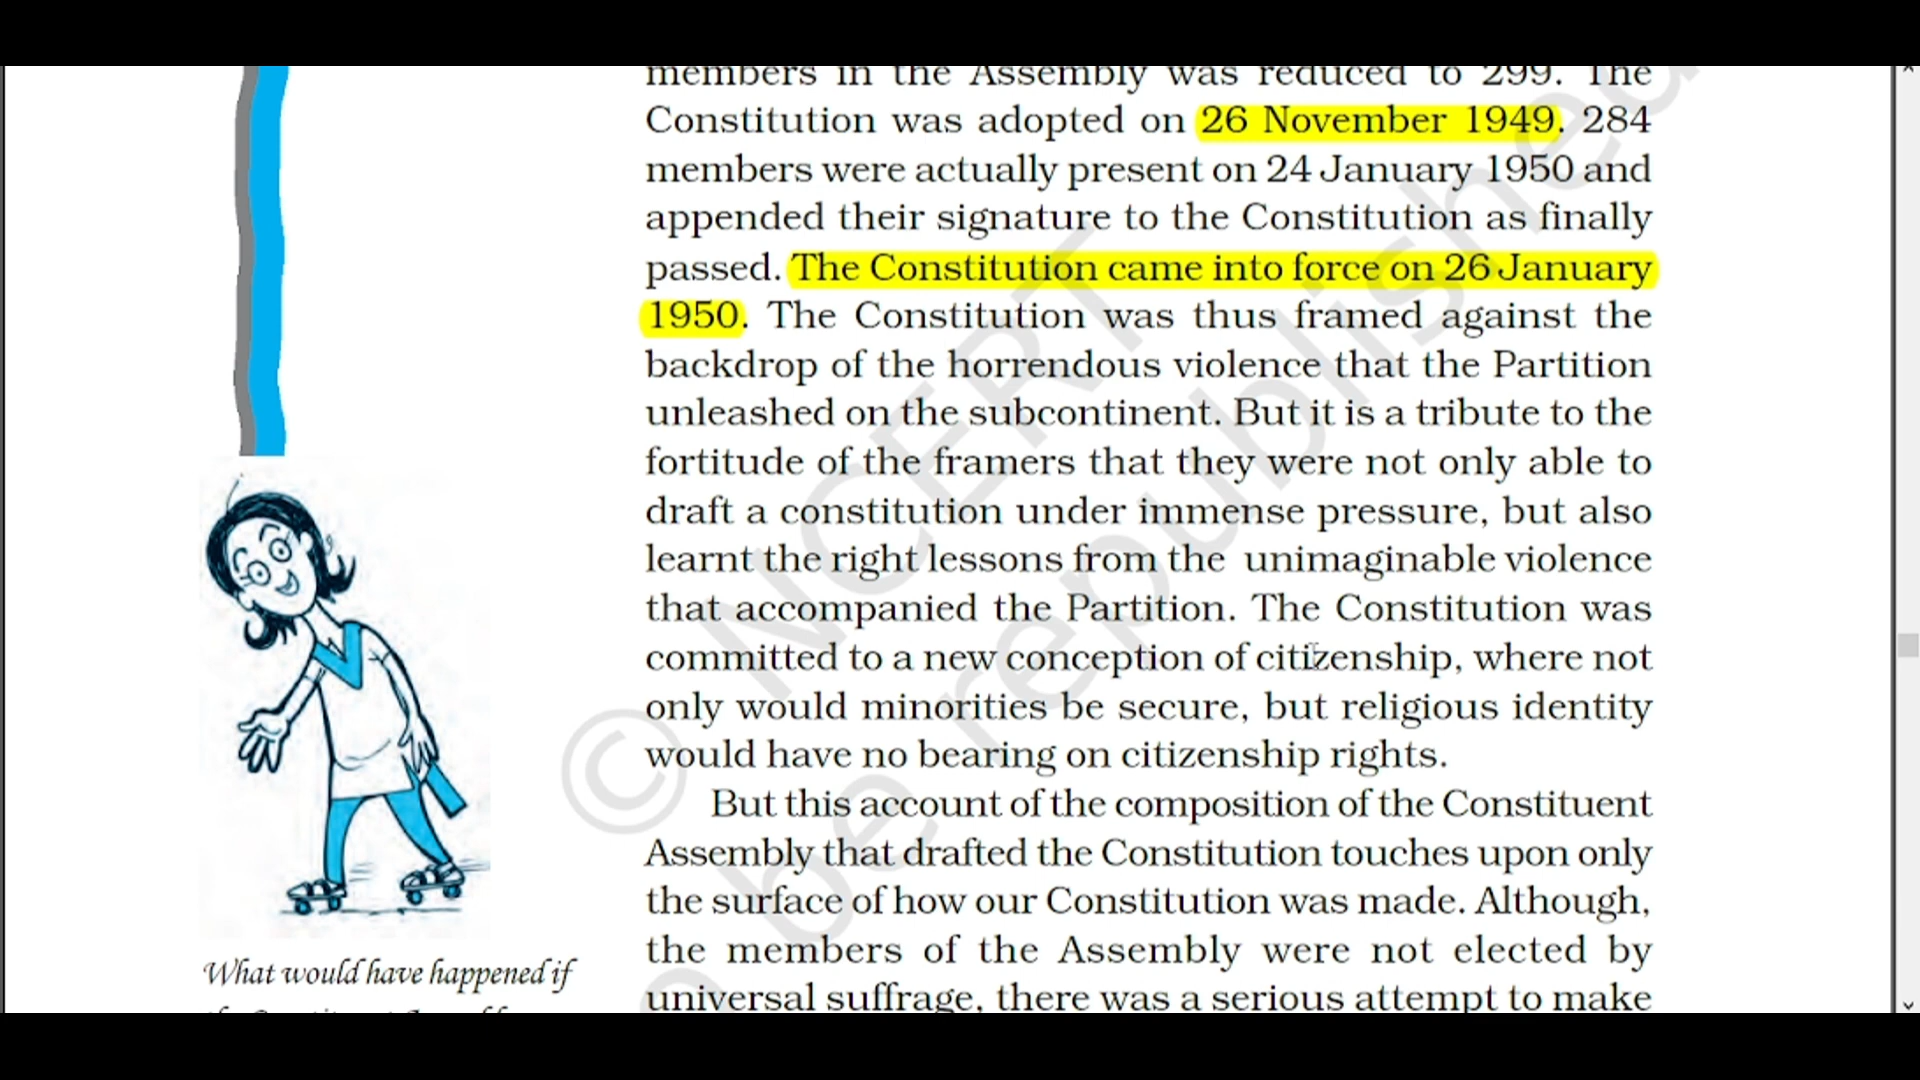 members in the Assembly was reduced to 299. The
Constitution was adopted on 26 November 1949. 284
members were actually present on 24 January 1950 and
appended their signature to the Constitution as finally
passed. The Constitution came into force on 26 January
1950. The Constitution was thus framed against the
backdrop of the horrendous violence that the Partition
unleashed on the subcontinent. But it is a tribute to the
fortitude of the framers that they were not only able to
draft a constitution under immense pressure, but also
learnt the right lessons from the unimaginable violence
that accompanied the Partition. The Constitution was
committed to a new conception of citizenship, where not
only would minorities be secure, but religious identity
would have no bearing on citizenship rights.
But this account of the composition of the Constituent
Assembly that drafted the Constitution touches upon only
the surface of how our Constitution was made. Although,
the members of the Assembly were not elected by
universal suffrage, there was a serious attempt to make
What would have happened if
© NCERT
be republished